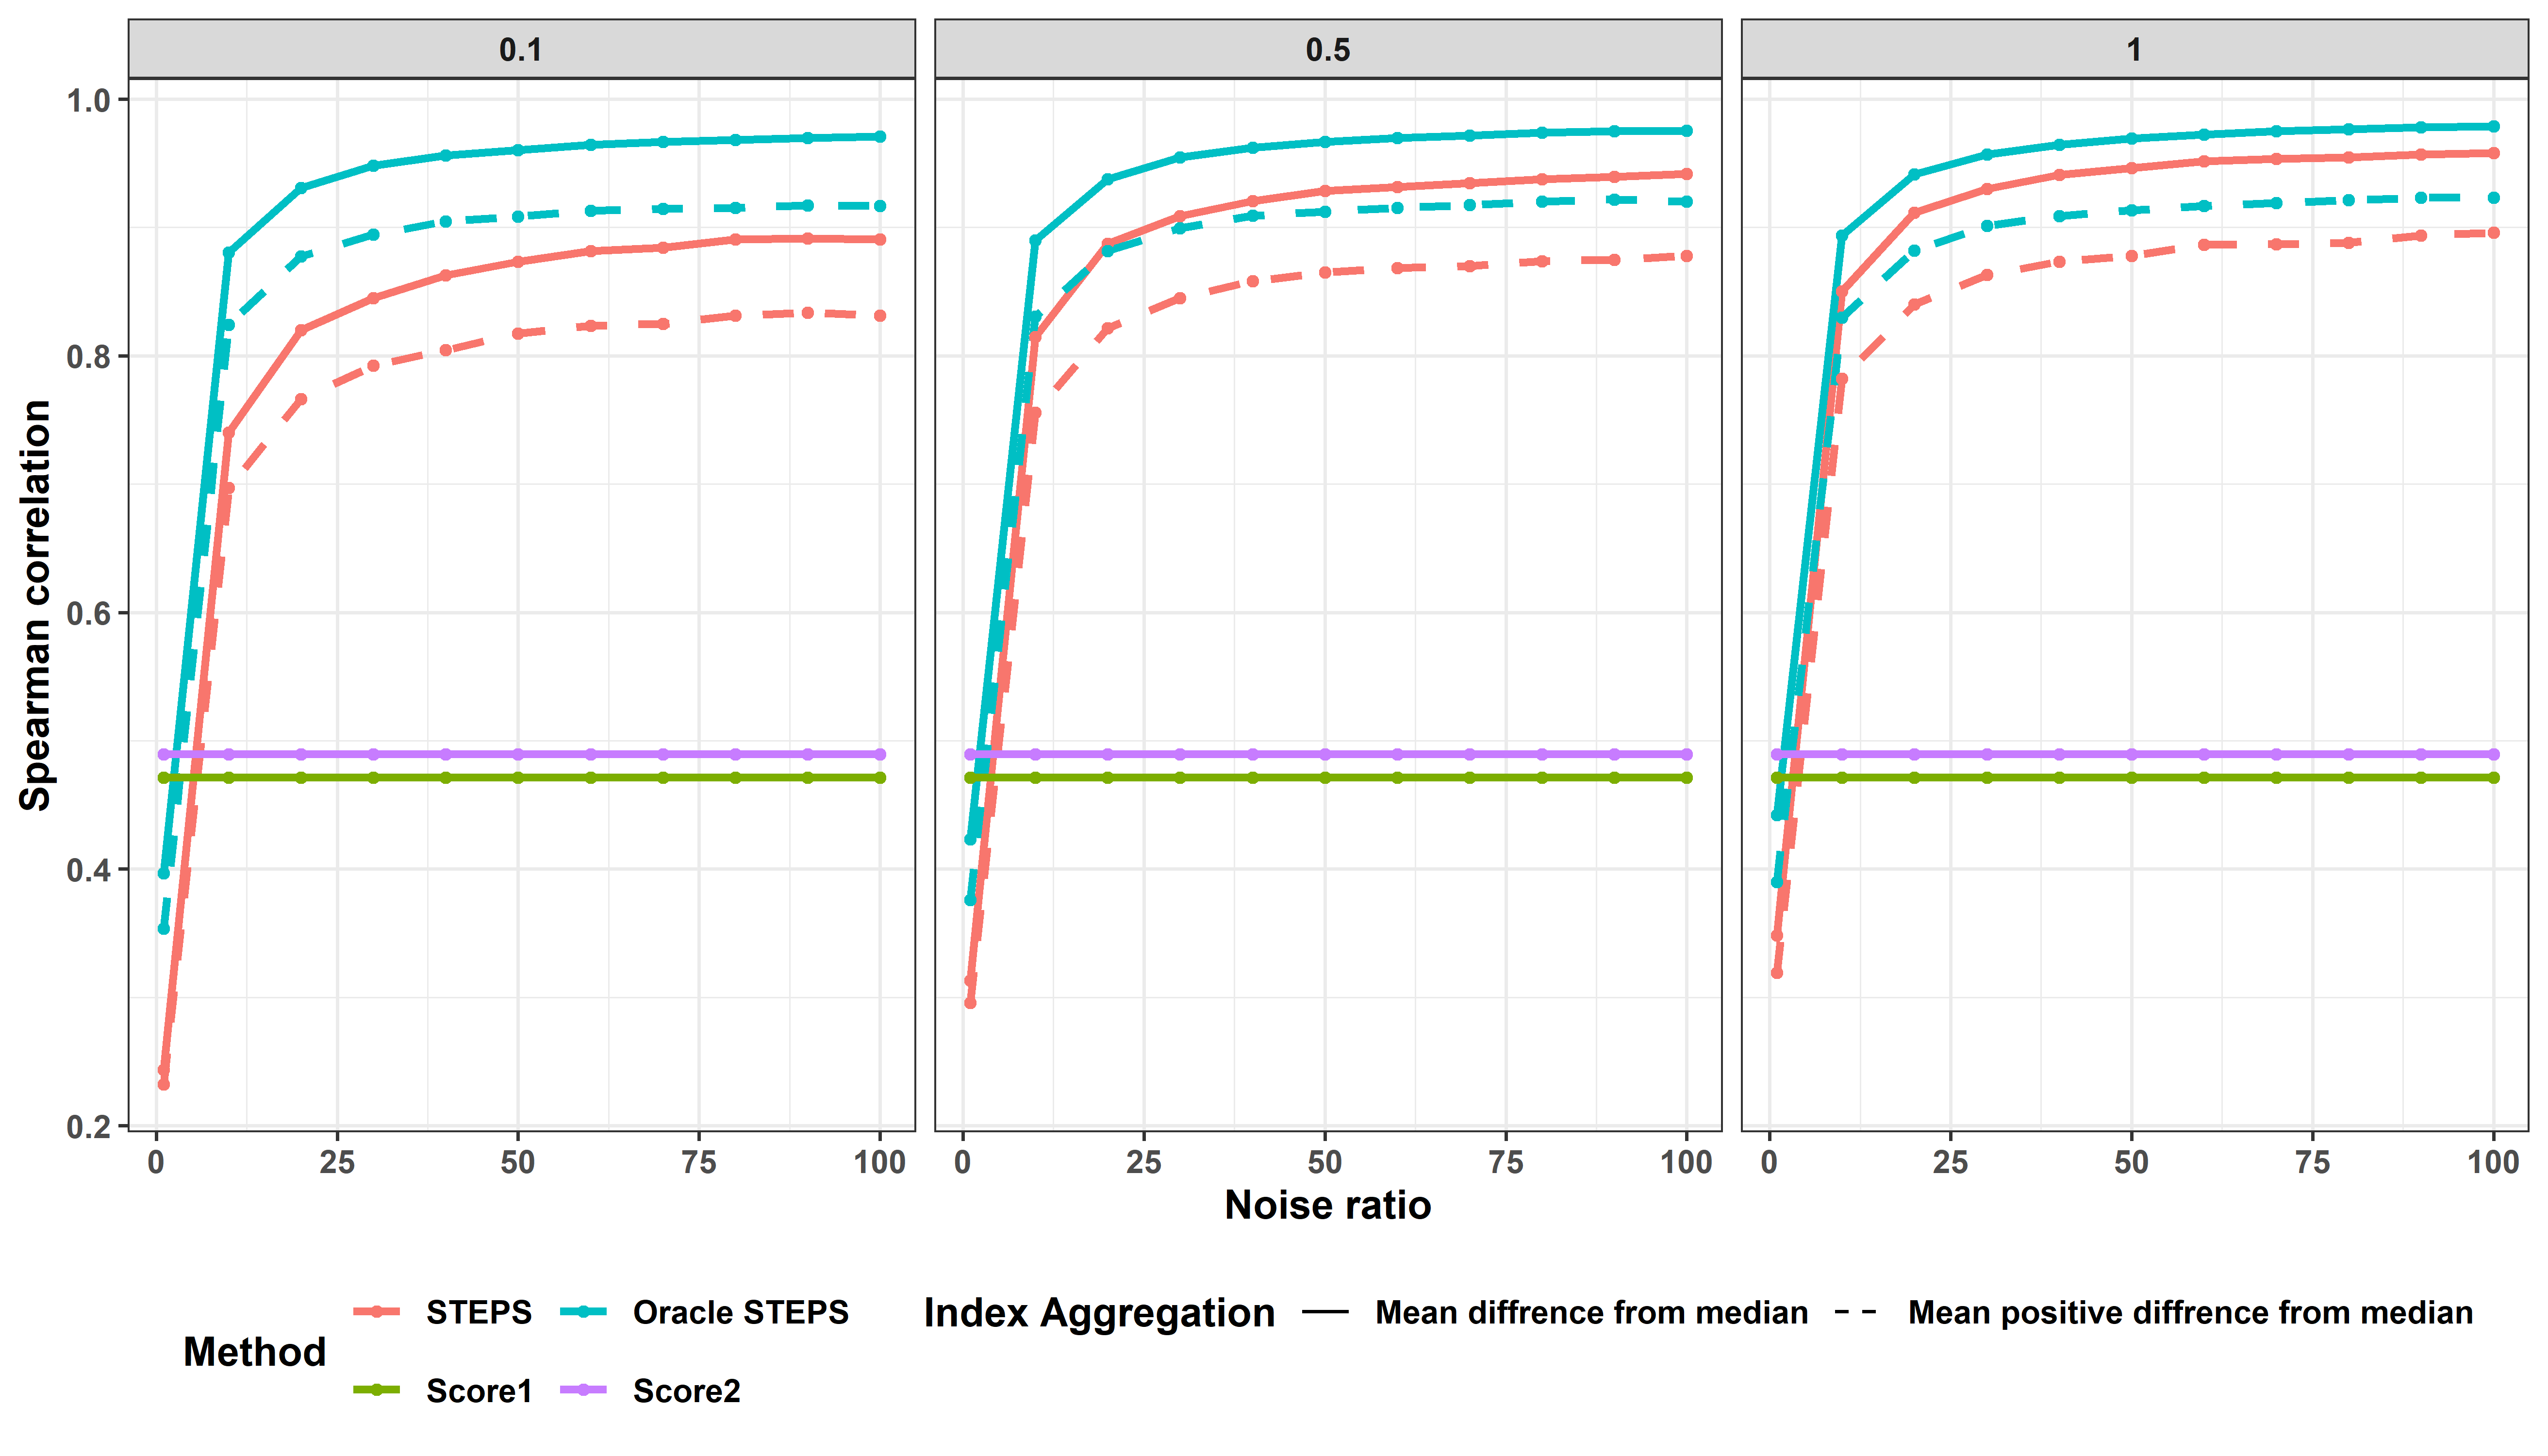 0.1 0.5 1
1.0
0.8
0.6
0.4
0.2
Spearman correlation
0 25 50 75 100 0 25 50 75 100 0 25 50 75 100
Noise ratio
Method
STEPS Oracle STEPS
Score1 Score2
Index Aggregation Mean diffrence from median Mean positive diffrence from median